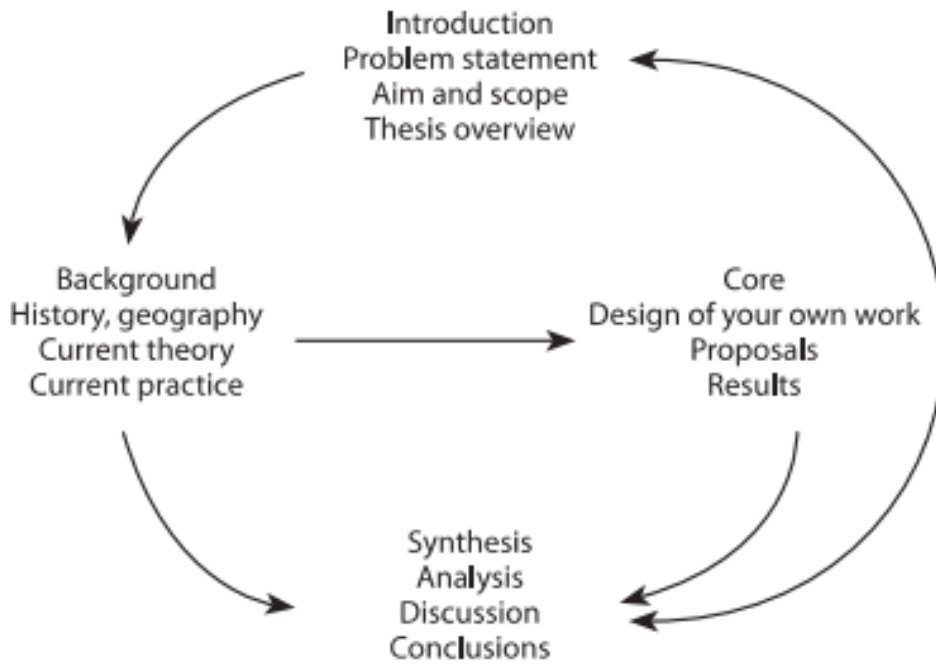 Introduction
Problem statement
Aim and scope
Thesis overview
Background
History, geography
Current theory
Current practice
Core
Design of your own work
Proposals
Results
Synthesis
Analysis
Discussion
Conclusions